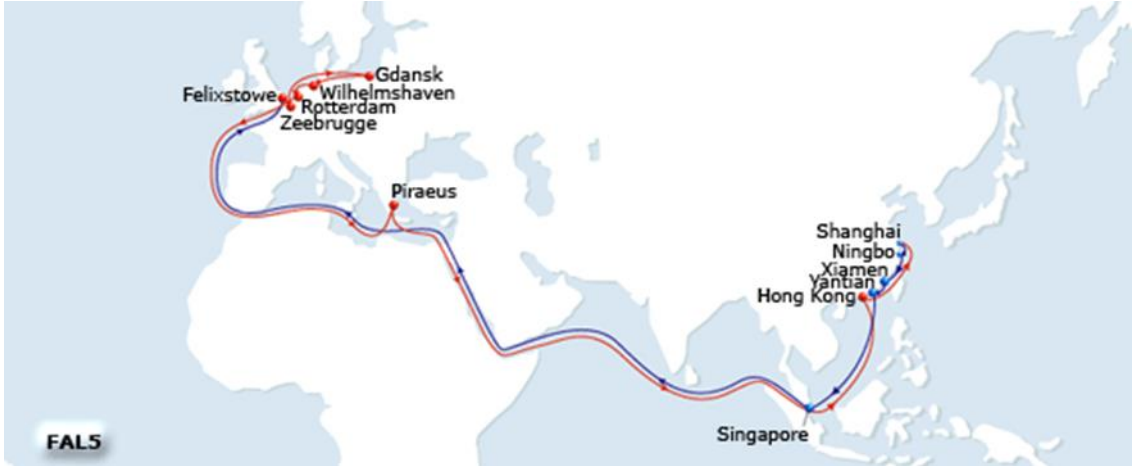 Gdansk
Felixstowe
Wilhelmshaven
Rotterdam
Zeebrugge
Piraeus
Shanghai
Ningbo
Xiamen
Yantian
Hong Kong
Singapore
FAL5